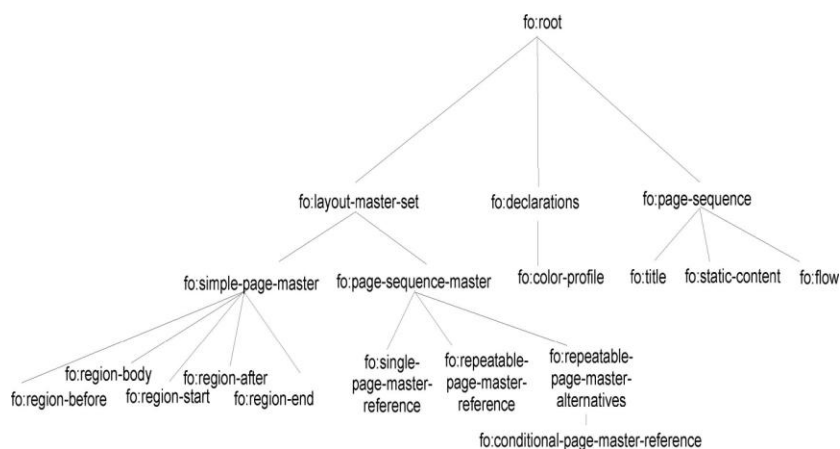 fo:root
fo:layout-master-set
fo:declarations
fo:page-sequence
fo:simple-page-master
fo:page-sequence-master
fo:color-profile
fo:title
fo:static-content
fo:flow
fo:region-body
fo:region-after
fo:region-before
fo:region-start
fo:region-end
fo:single-
page-master-
reference
fo:repeatable-
page-master-
reference
fo:repeatable-
page-master-
alternatives
fo:conditional-page-master-reference